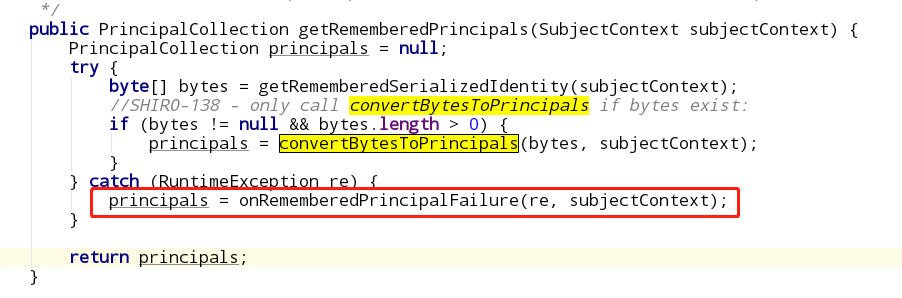 */
public PrincipalCollection getRememberedPrincipals(SubjectContext subjectContext) {
PrincipalCollection principals = null;
try {
byte[] bytes = getRememberedSerializedIdentity(subjectContext);
//SHIRO-138 - only call convertBytesToPrincipals if bytes exist:
if (bytes != null && bytes.length > 0) {
principals = convertBytesToPrincipals(bytes, subjectContext);
}
} catch (RuntimeException re) {
principals = onRememberedPrincipalFailure(re, subjectContext);
}
return principals;
}